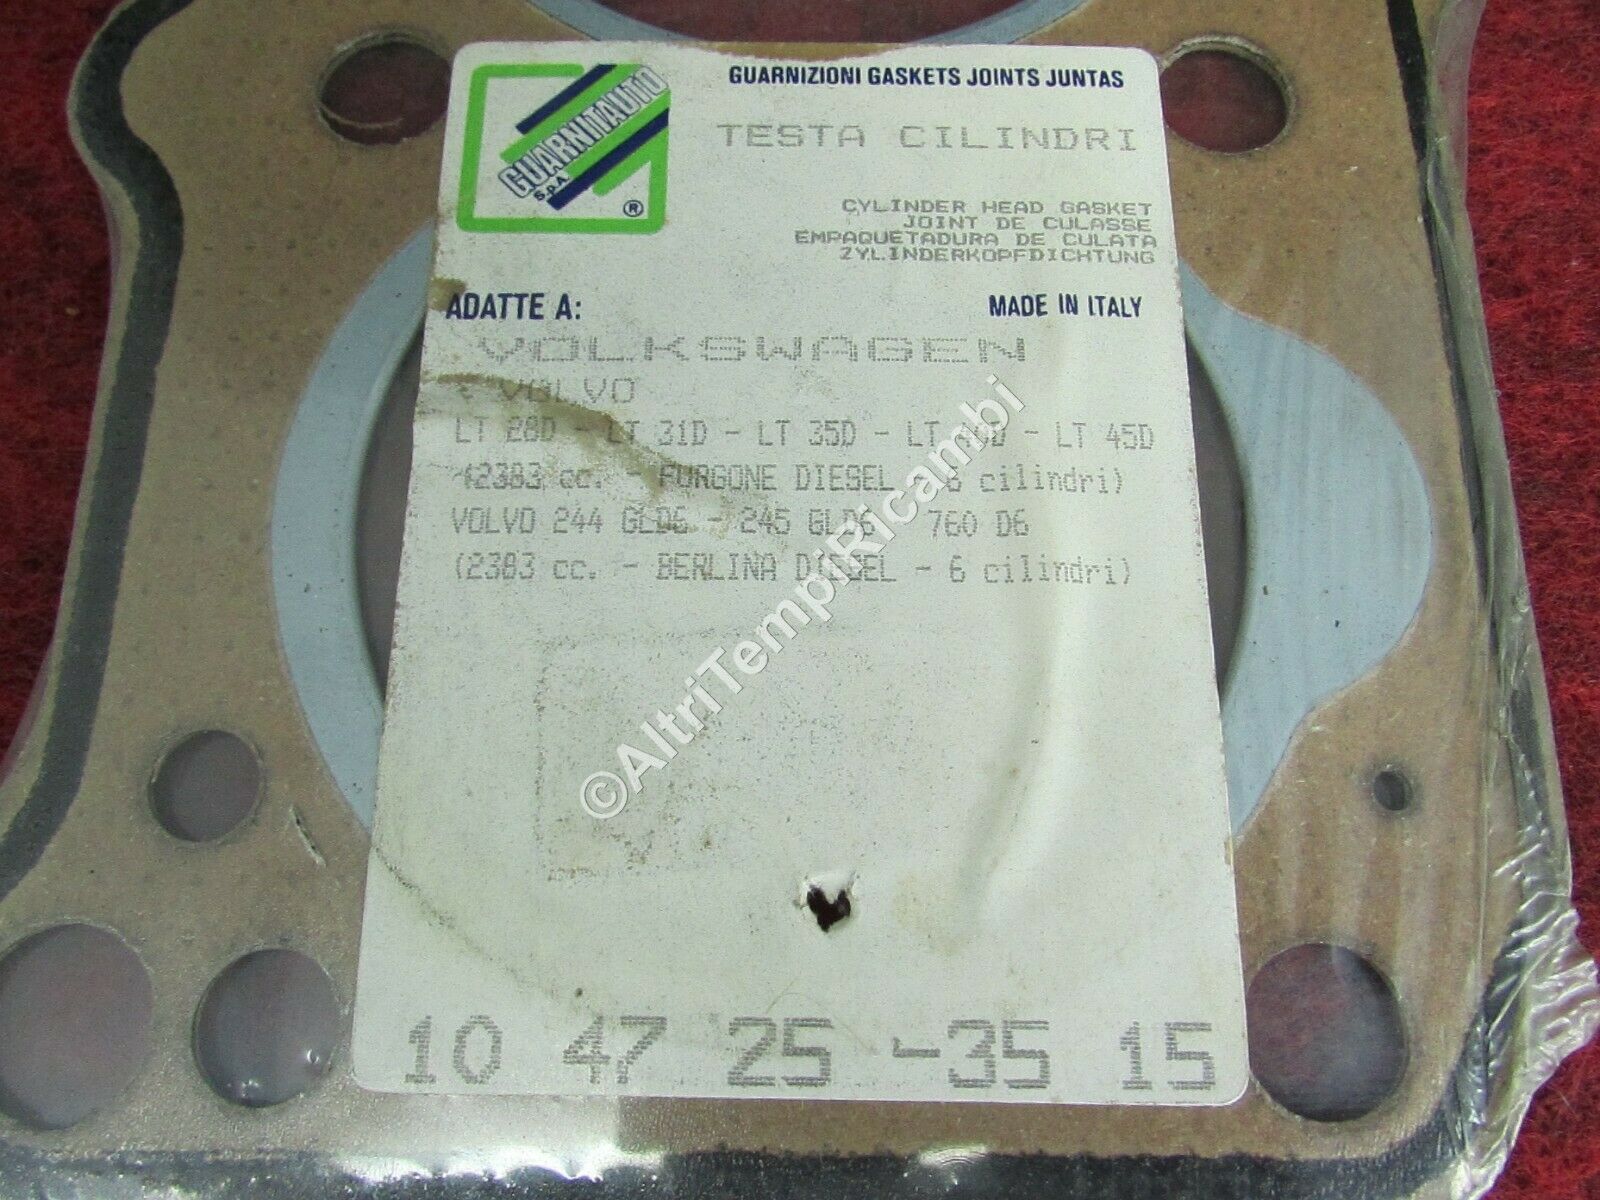 GUARNITAUTO
S.p.A.
®
GUARNIZIONI GASKETS JOINTS JUNTAS
TESTA CILINDRI
CYLINDER HEAD GASKET
JOINT DE CULASSE
EMPAQUETADURA DE CULATA
ZYLINDERKOPFDICHTUNG
ADATTE A: MADE IN ITALY
VOLKSWAGEN
VOLVO
LT 28D - LT 31D - LT 35D - LT - LT 45D
(2383 cc. - FURGONE DIESEL - 6 cilindri)
VOLVO 244 GLD6 - 245 GLD6 - 760 D6
(2383 cc. - BERLINA DIESEL - 6 cilindri)
10 47 25 -35 15
©AltriTempiRicambi